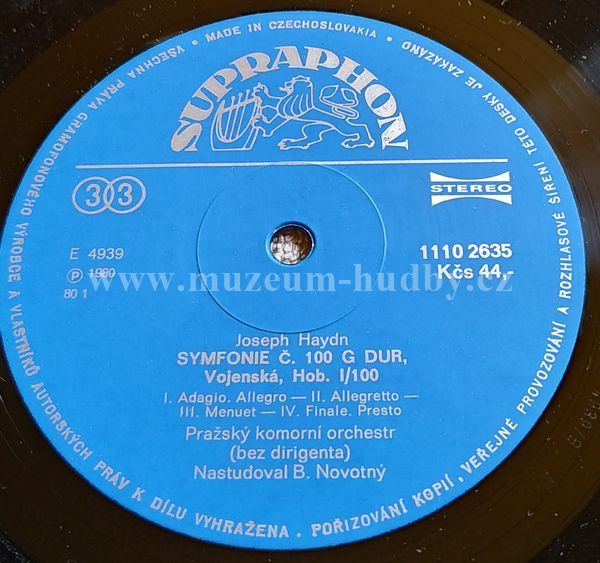 VŠECHNA PRÁVA GRAMOFONOVÉHO VÝROBCE A VLASTNÍKŮ AUTORSKÝCH PRÁV K DÍLU VYHRAŽENA • POŘIZOVÁNÍ KOPIÍ, VEŘEJNÉ PROVOZOVÁNÍ A ROZHLASOVÉ ŠÍŘENÍ TÉTO DESKY JE ZAKÁZÁNO • MADE IN CZECHOSLOVAKIA •
SUPRAPHON
33
STEREO
E 4939
1110 2635
Ⓟ 1980
Kčs 44,-
80 1
www.muzeum-hudby.cz
Joseph Haydn
SYMFONIE Č. 100 G DUR,
Vojenská, Hob. I/100
I. Adagio. Allegro — II. Allegretto —
III. Menuet — IV. Finale. Presto
Pražský komorní orchestr
(bez dirigenta)
Nastudoval B. Novotný